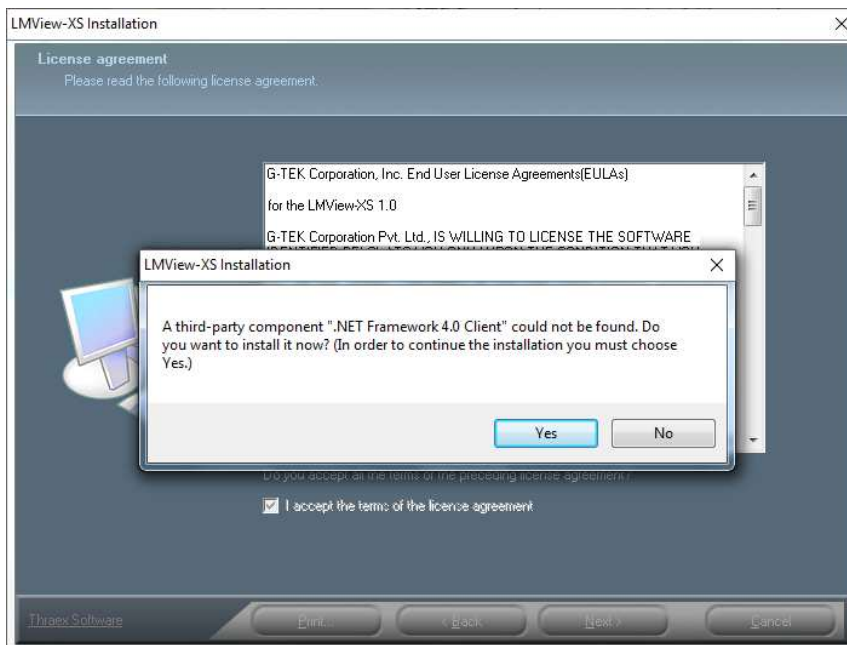 LMView-XS Installation
License agreement
Please read the following license agreement.
G-TEK Corporation, Inc. End User License Agreements(EULAs)
for the LMView-XS 1.0
G-TEK Corporation Pvt. Ltd., IS WILLING TO LICENSE THE SOFTWARE
LMView-XS Installation
A third-party component ".NET Framework 4.0 Client" could not be found. Do
you want to install it now? (In order to continue the installation you must choose
Yes.)
Yes
No
Do you accept all the terms of the preceding license agreement?
I accept the terms of the license agreement
Thraex Software
Print...
< Back
Next >
Cancel